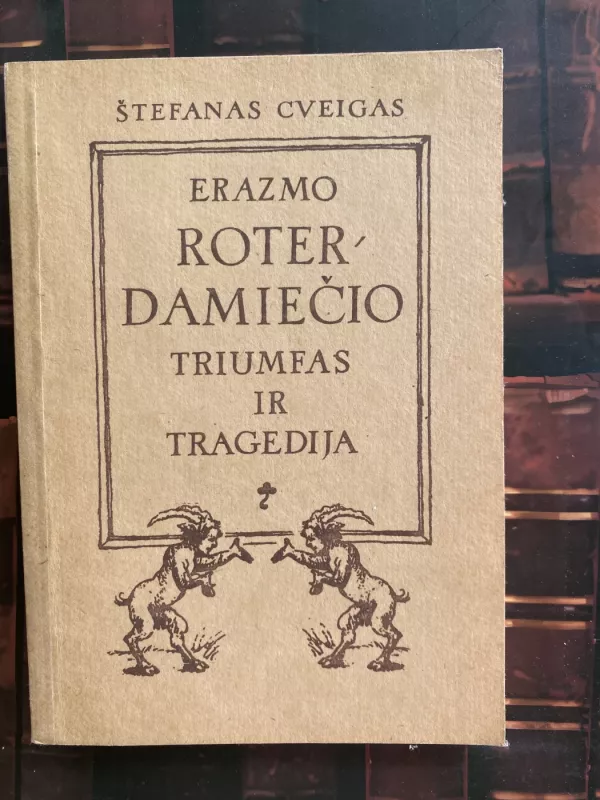 ŠTEFANAS CVEIGAS
ERAZMO
ROTER-
DAMIEČIO
TRIUMFAS
IR
TRAGEDIJA